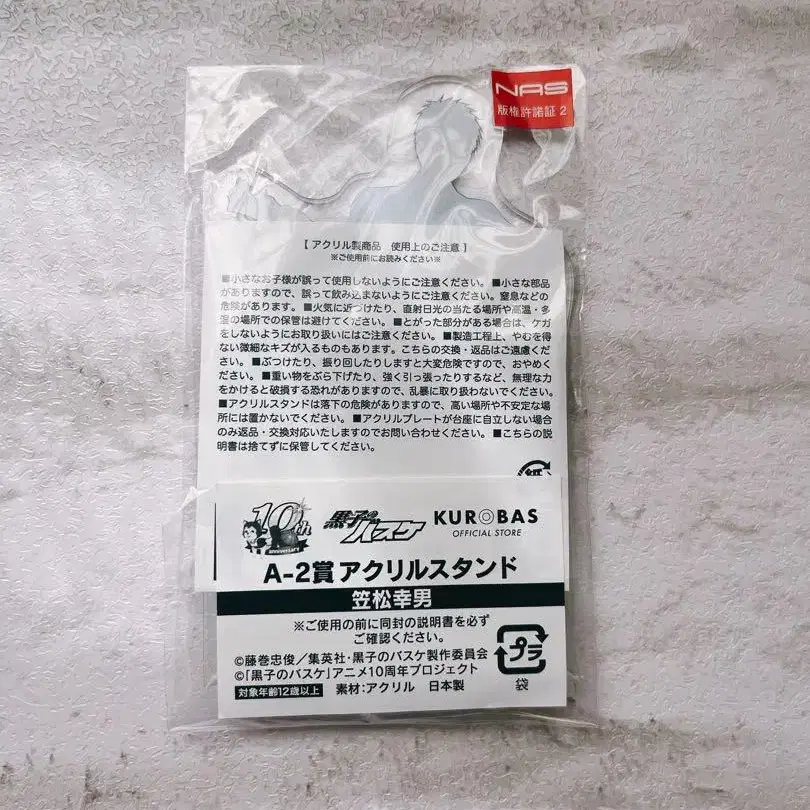 NAS
版権許諾証 2
【 アクリル製商品　使用上のご注意 】
※ご使用前にお読みください※
■小さなお子様が誤って使用しないようにご注意ください。 ■小さな部品
がありますので、誤って飲み込まないようにご注意ください。窒息などの
危険があります。 ■火気に近づけたり、直射日光の当たる場所や高温・多
湿の場所での保管は避けてください。 ■とがった部分がある場合は、ケガ
をしないようにお取り扱いにはご注意ください。 ■製造工程上、やむを得
ない微細なキズが入るものもあります。こちらの交換・返品はご遠慮くだ
さい。 ■ぶつけたり、振り回したりしますと大変危険ですので、おやめく
ださい。 ■重い物をぶら下げたり、強く引っ張ったりするなど、無理な力
をかけると破損する恐れがありますので、乱暴に取り扱わないでください。
■アクリルスタンドは落下の危険がありますので、高い場所や不安定な場
所には置かないでください。 ■アクリルプレートが台座に自立しない場合
のみ返品・交換対応いたしますのでお問い合わせください。 ■こちらの説
明書は捨てずに保管してください。
紙
10th anniversary 黒子のバスケ KUROBAS
OFFICIAL STORE
A-2賞 アクリルスタンド
笠松幸男
※ご使用の前に同封の説明書を必ず
ご確認ください。
©藤巻忠俊／集英社・黒子のバスケ製作委員会
©「黒子のバスケ」アニメ10周年プロジェクト
対象年齢12歳以上　素材：アクリル　日本製
プラ
袋